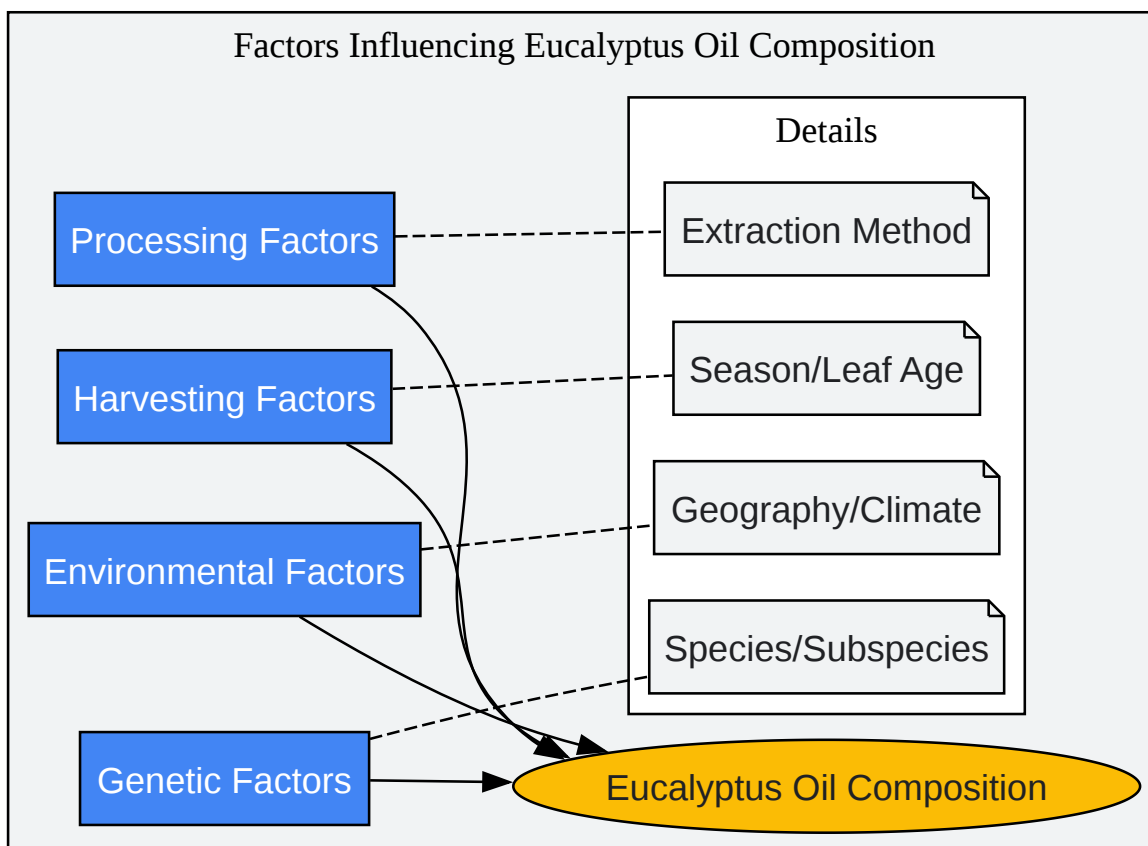 Factors Influencing Eucalyptus Oil Composition
Details
Processing Factors
Extraction Method
Harvesting Factors
Season/Leaf Age
Environmental Factors
Geography/Climate
Genetic Factors
Species/Subspecies
Eucalyptus Oil Composition